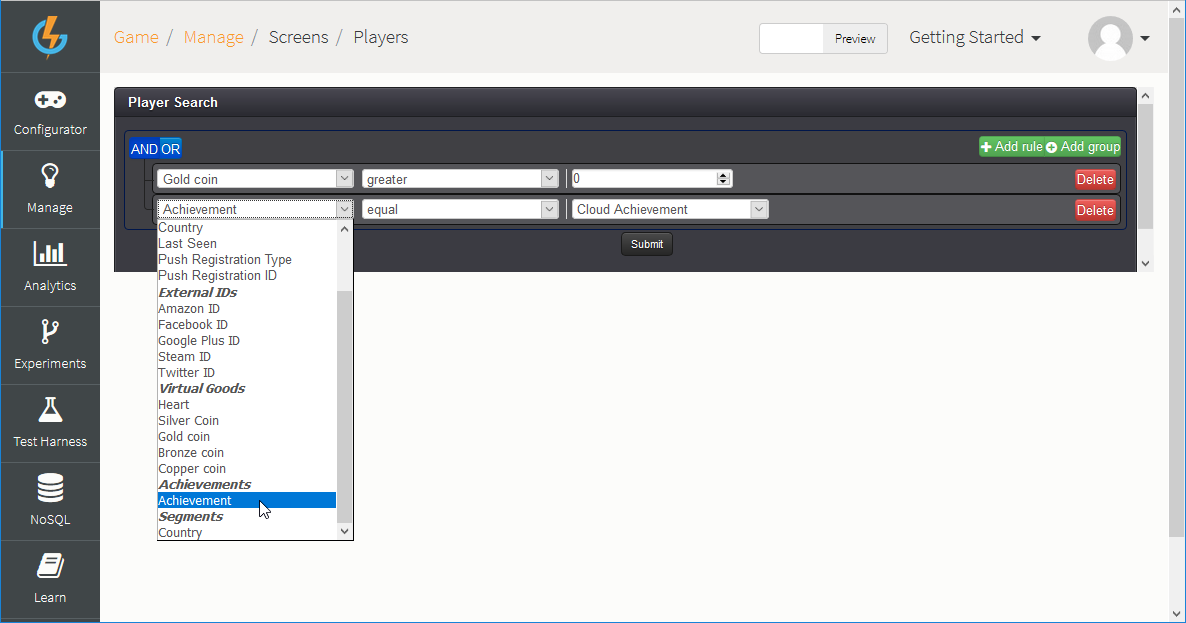 Game / Manage / Screens / Players
Preview
Getting Started
Configurator
Manage
Analytics
Experiments
Test Harness
NoSQL
Learn
Player Search
AND OR
Add rule Add group
Gold coin greater 0 Delete
Achievement equal Cloud Achievement Delete
Submit
Country
Last Seen
Push Registration Type
Push Registration ID
External IDs
Amazon ID
Facebook ID
Google Plus ID
Steam ID
Twitter ID
Virtual Goods
Heart
Silver Coin
Gold coin
Bronze coin
Copper coin
Achievements
Achievement
Segments
Country